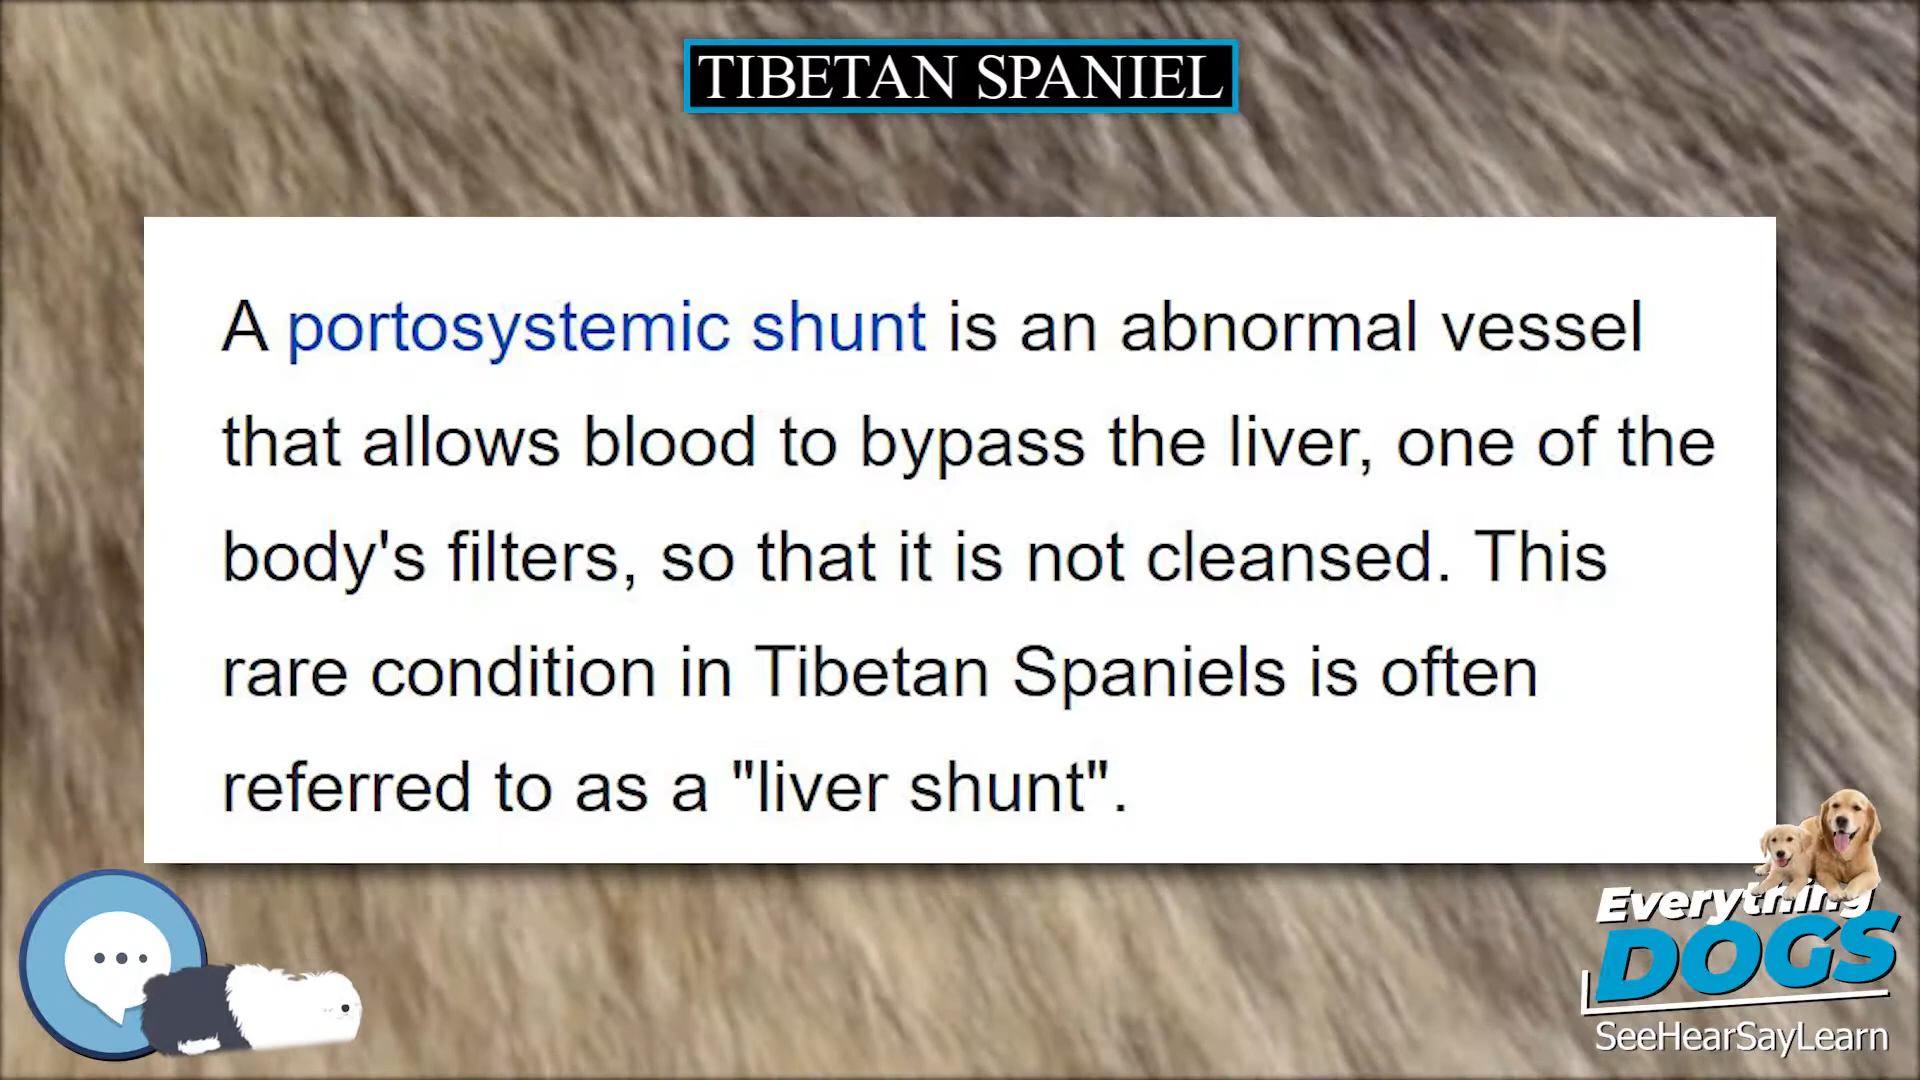 TIBETAN SPANIEL
A portosystemic shunt is an abnormal vessel
that allows blood to bypass the liver, one of the
body's filters, so that it is not cleansed. This
rare condition in Tibetan Spaniels is often
referred to as a "liver shunt".
Everything
DOGS
SeeHearSayLearn